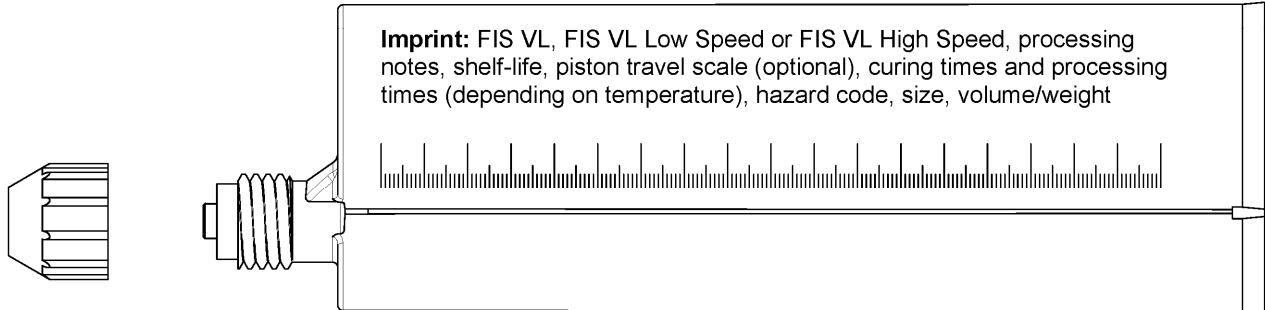 Imprint: FIS VL, FIS VL Low Speed or FIS VL High Speed, processing
notes, shelf-life, piston travel scale (optional), curing times and processing
times (depending on temperature), hazard code, size, volume/weight